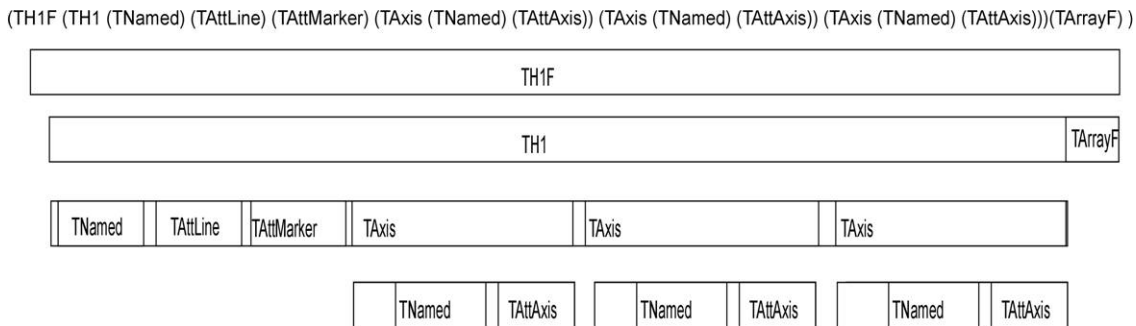 (TH1F (TH1 (TNamed) (TAttLine) (TAttMarker) (TAxis (TNamed) (TAttAxis)) (TAxis (TNamed) (TAttAxis)) (TAxis (TNamed) (TAttAxis)))(TArrayF) )
TH1F
TH1 TArrayF
TNamed TAttLine TAttMarker TAxis TAxis TAxis
TNamed TAttAxis TNamed TAttAxis TNamed TAttAxis